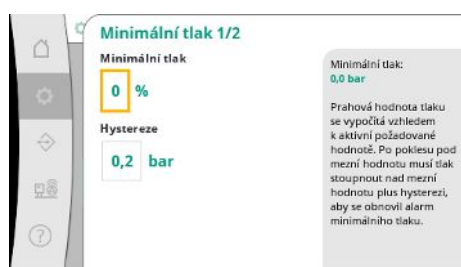 Minimální tlak 1/2
Minimální tlak
0 %
Hystereze
0,2 bar
Minimální tlak:
0,0 bar
Prahová hodnota tlaku
se vypočítá vzhledem
k aktivní požadované
hodnotě. Po poklesu pod
mezní hodnotu musí tlak
stoupnout nad mezní
hodnotu plus hysterezi,
aby se obnovil alarm
minimálního tlaku.
?